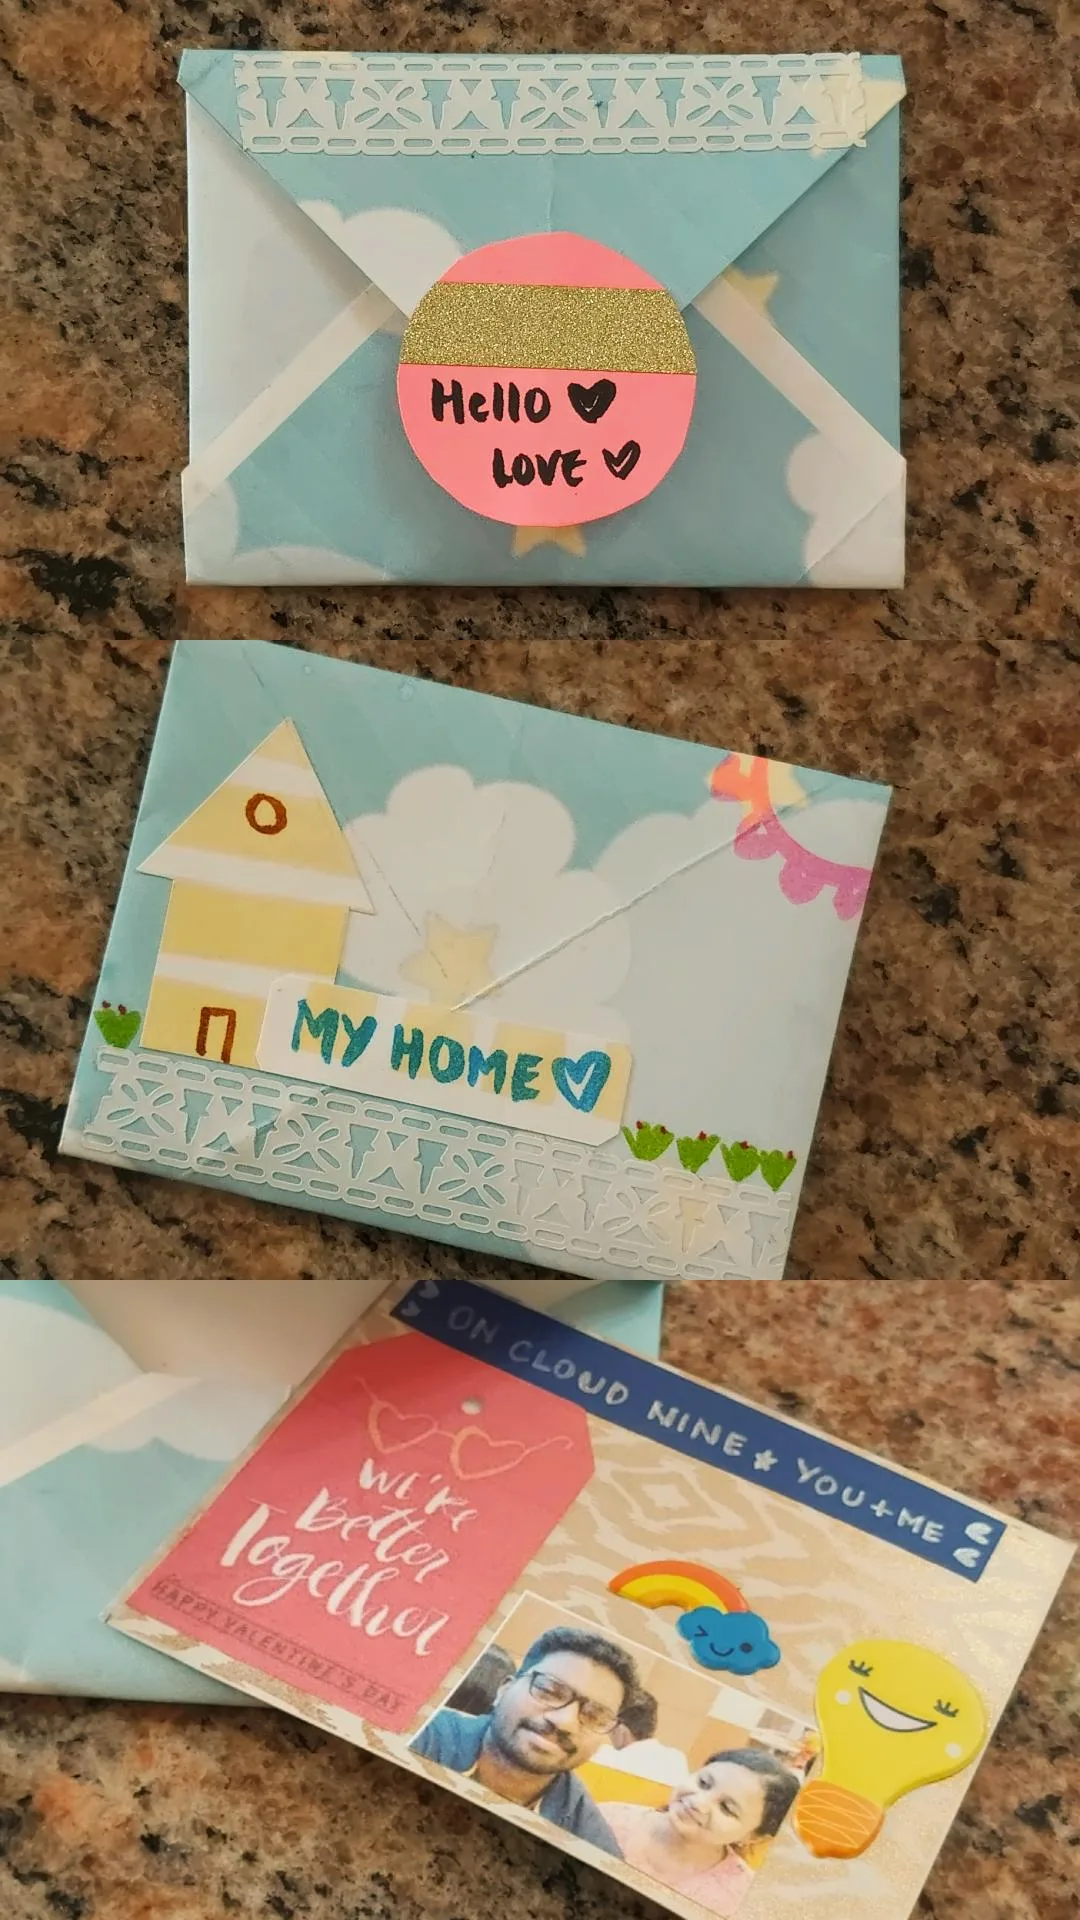 Hello
LOVE
MY HOME
ON CLOUD NINE YOU+ME
We're
Better
Together
HAPPY VALENTINE'S DAY